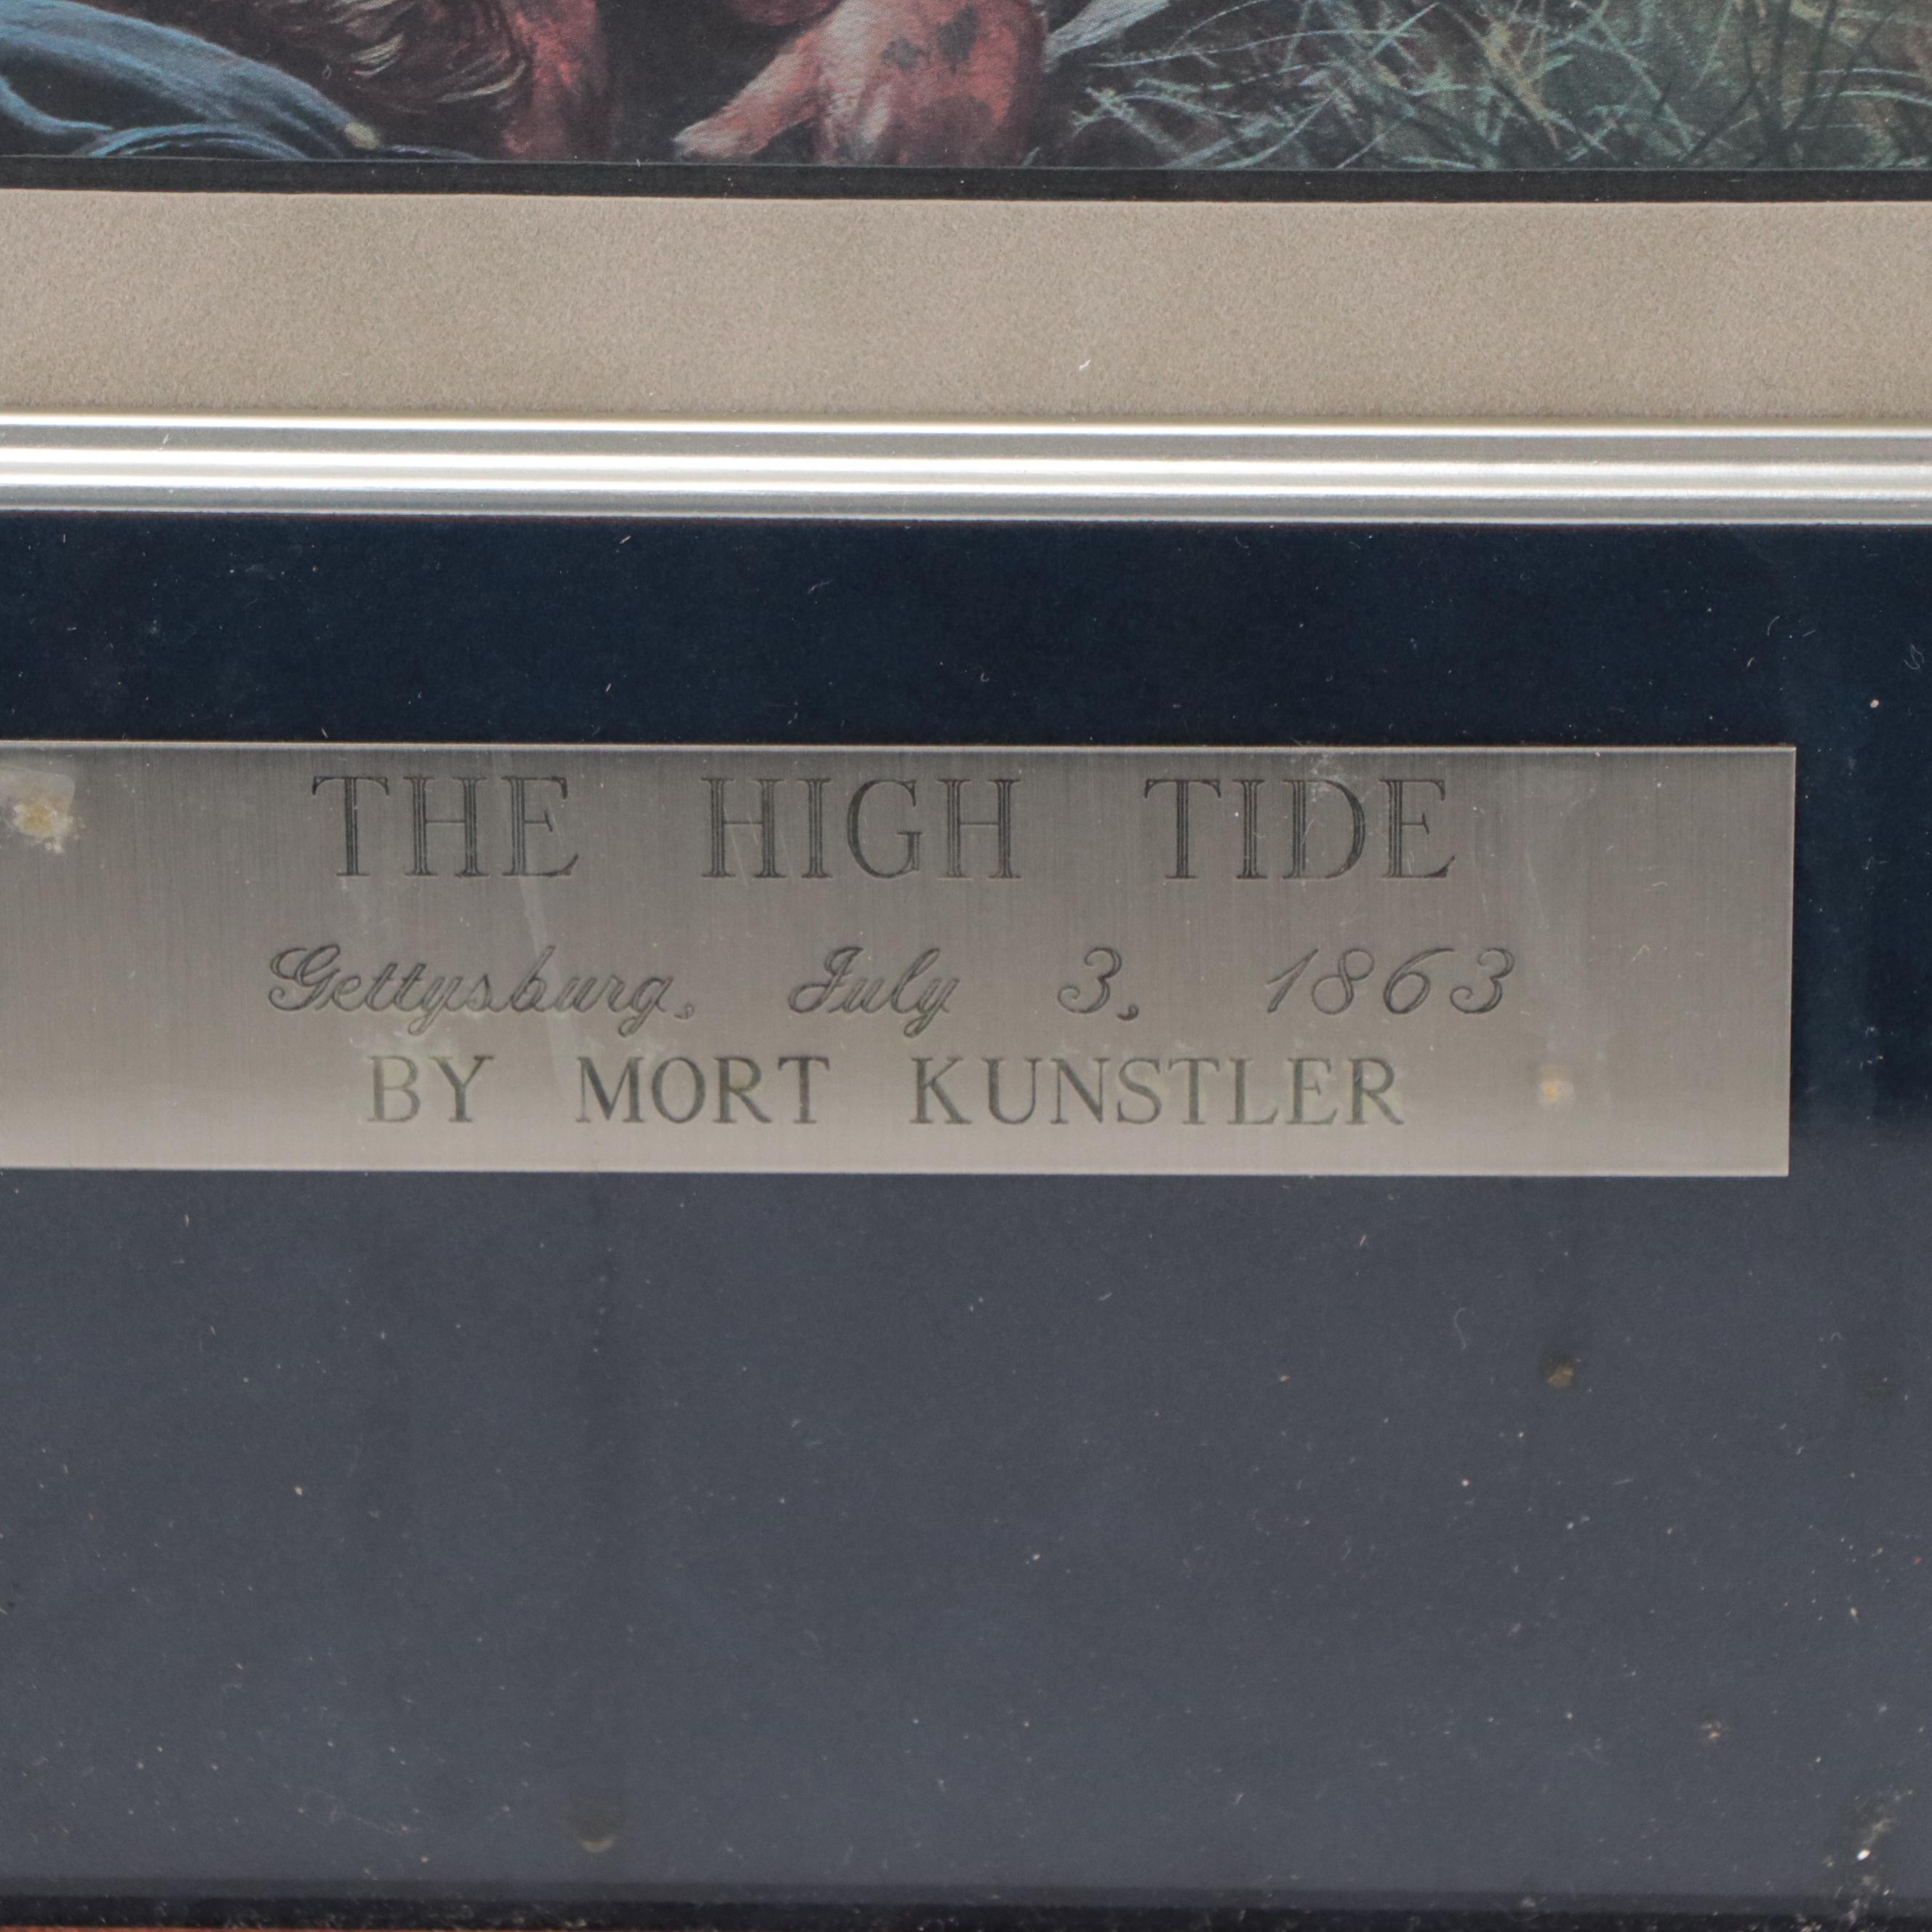 THE HIGH TIDE
Gettysburg, July 3, 1863
BY MORT KUNSTLER